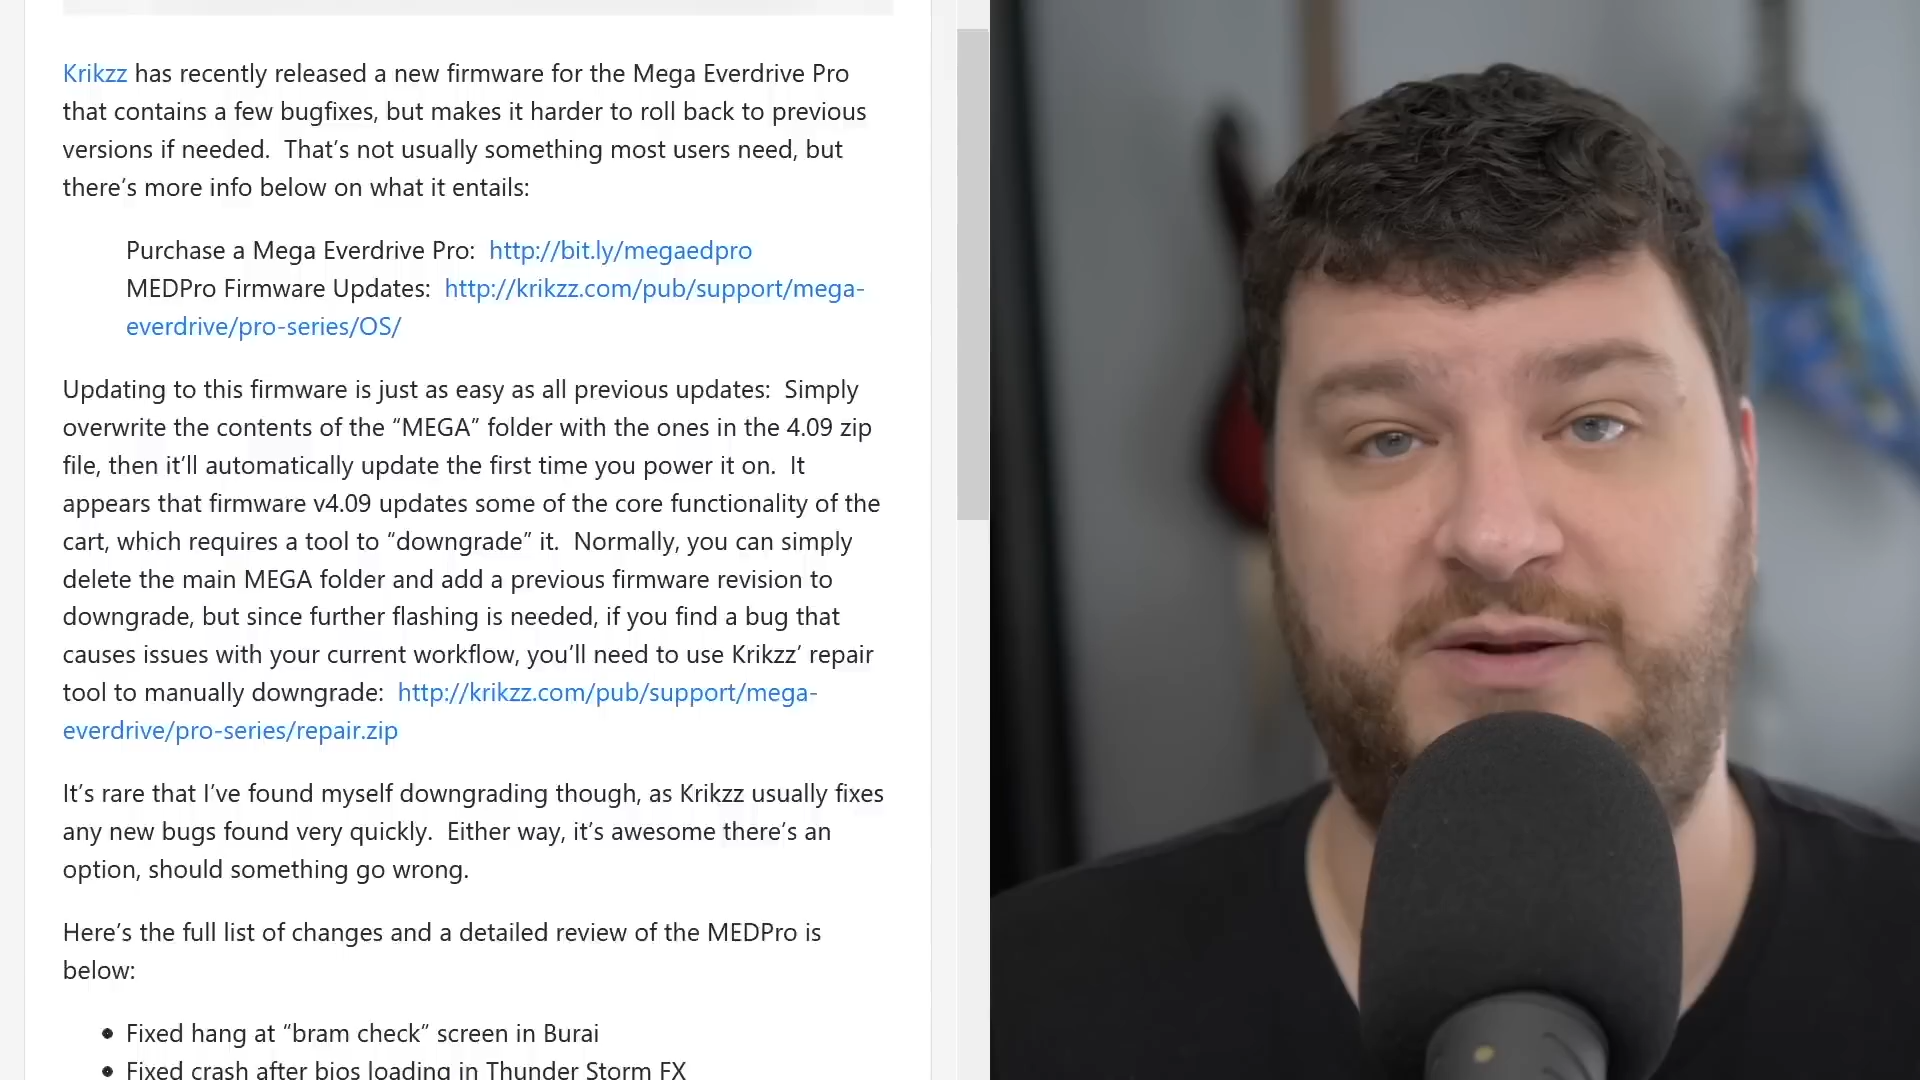 Krikzz has recently released a new firmware for the Mega Everdrive Pro
that contains a few bugfixes, but makes it harder to roll back to previous
versions if needed.  That’s not usually something most users need, but
there’s more info below on what it entails:
Purchase a Mega Everdrive Pro:  http://bit.ly/megaedpro
MEDPro Firmware Updates:  http://krikzz.com/pub/support/mega-
everdrive/pro-series/OS/
Updating to this firmware is just as easy as all previous updates:  Simply
overwrite the contents of the “MEGA” folder with the ones in the 4.09 zip
file, then it’ll automatically update the first time you power it on.  It
appears that firmware v4.09 updates some of the core functionality of the
cart, which requires a tool to “downgrade” it.  Normally, you can simply
delete the main MEGA folder and add a previous firmware revision to
downgrade, but since further flashing is needed, if you find a bug that
causes issues with your current workflow, you’ll need to use Krikzz’ repair
tool to manually downgrade:  http://krikzz.com/pub/support/mega-
everdrive/pro-series/repair.zip
It’s rare that I’ve found myself downgrading though, as Krikzz usually fixes
any new bugs found very quickly.  Either way, it’s awesome there’s an
option, should something go wrong.
Here’s the full list of changes and a detailed review of the MEDPro is
below:
• Fixed hang at “bram check” screen in Burai
• Fixed crash after bios loading in Thunder Storm FX